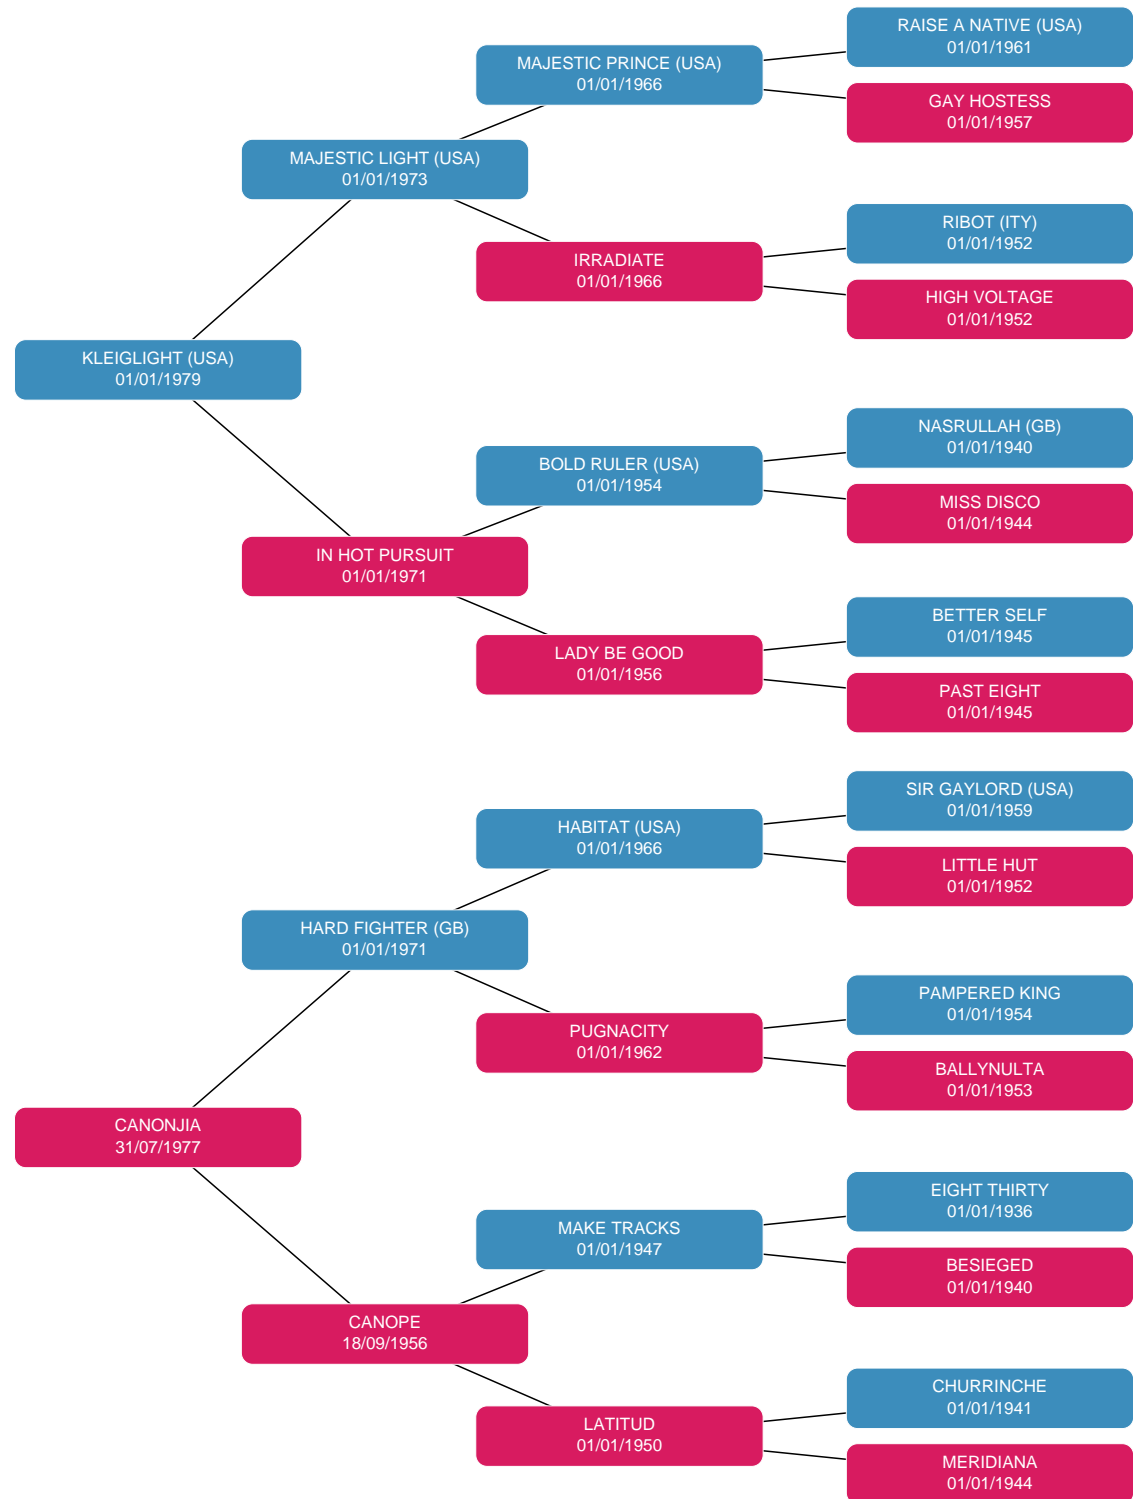 RAISE A NATIVE (USA)
01/01/1961
MAJESTIC PRINCE (USA)
01/01/1966
GAY HOSTESS
01/01/1957
MAJESTIC LIGHT (USA)
01/01/1973
RIBOT (ITY)
01/01/1952
IRRADIATE
01/01/1966
HIGH VOLTAGE
01/01/1952
KLEIGLIGHT (USA)
01/01/1979
NASRULLAH (GB)
01/01/1940
BOLD RULER (USA)
01/01/1954
MISS DISCO
01/01/1944
IN HOT PURSUIT
01/01/1971
BETTER SELF
01/01/1945
LADY BE GOOD
01/01/1956
PAST EIGHT
01/01/1945
SIR GAYLORD (USA)
01/01/1959
HABITAT (USA)
01/01/1966
LITTLE HUT
01/01/1952
HARD FIGHTER (GB)
01/01/1971
PAMPERED KING
01/01/1954
PUGNACITY
01/01/1962
BALLYNULTA
01/01/1953
CANONJIA
31/07/1977
EIGHT THIRTY
01/01/1936
MAKE TRACKS
01/01/1947
BESIEGED
01/01/1940
CANOPE
18/09/1956
CHURRINCHE
01/01/1941
LATITUD
01/01/1950
MERIDIANA
01/01/1944